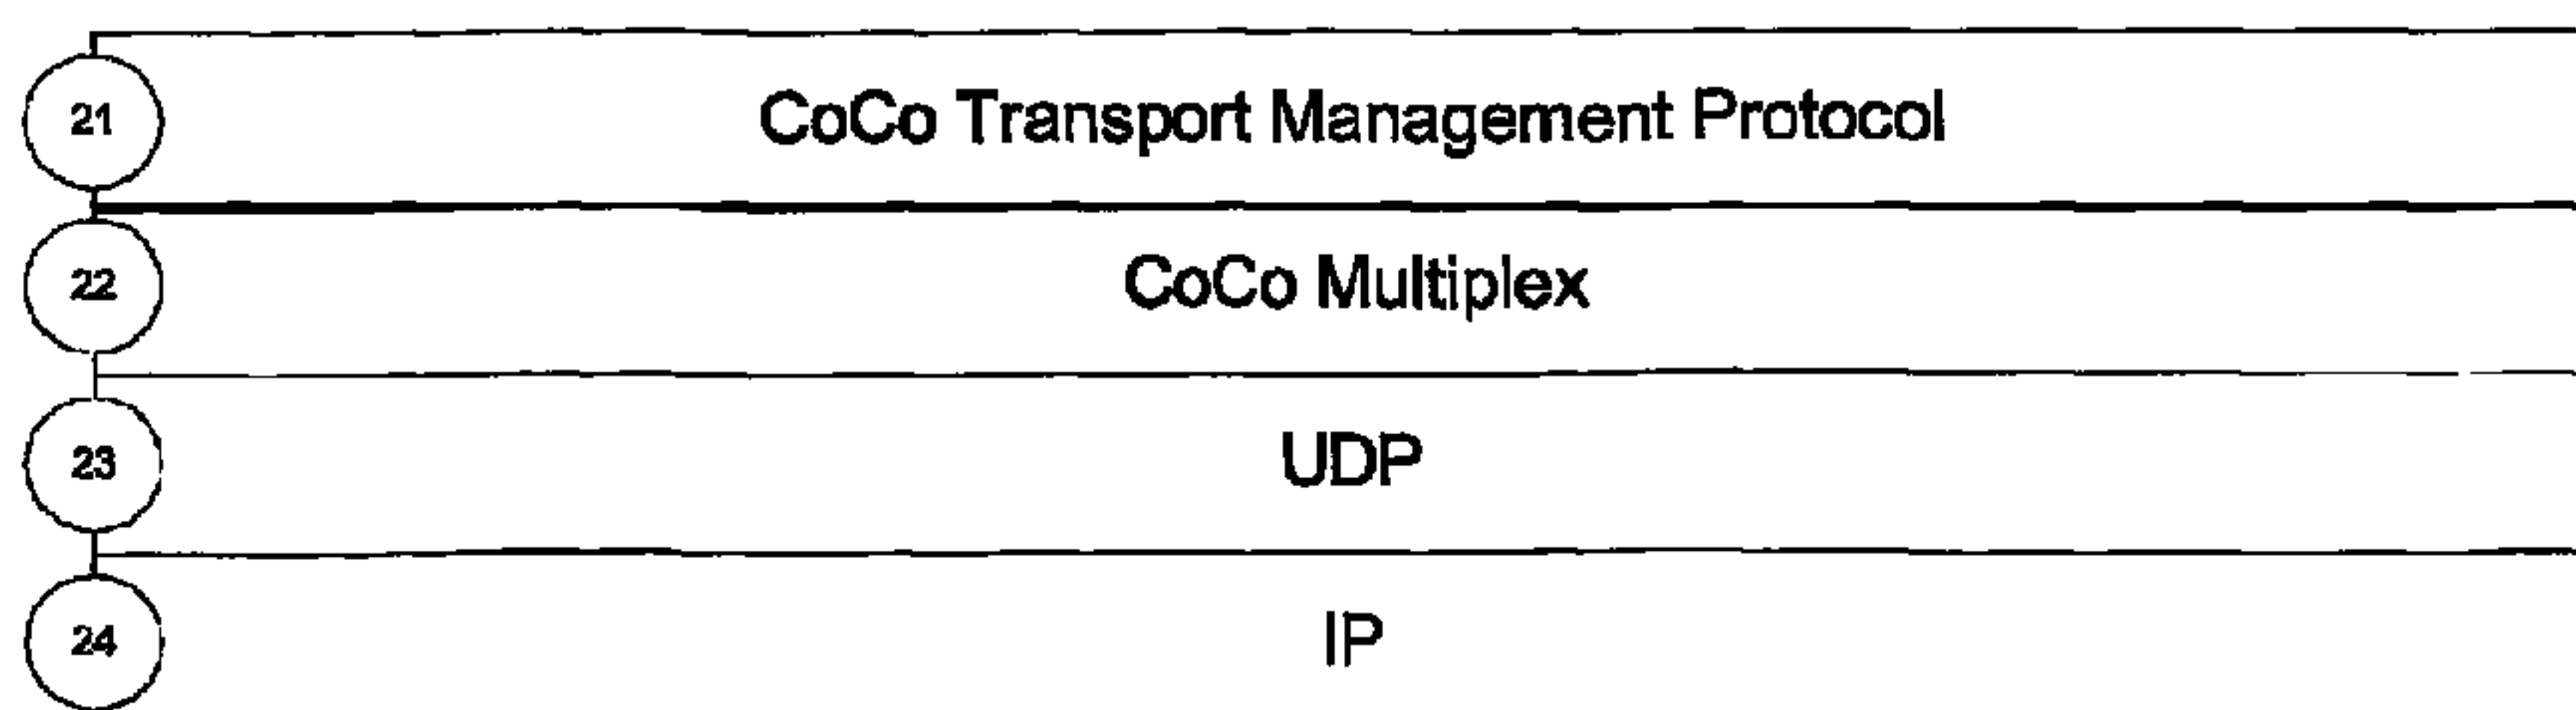 21 CoCo Transport Management Protocol
22 CoCo Multiplex
23 UDP
24 IP